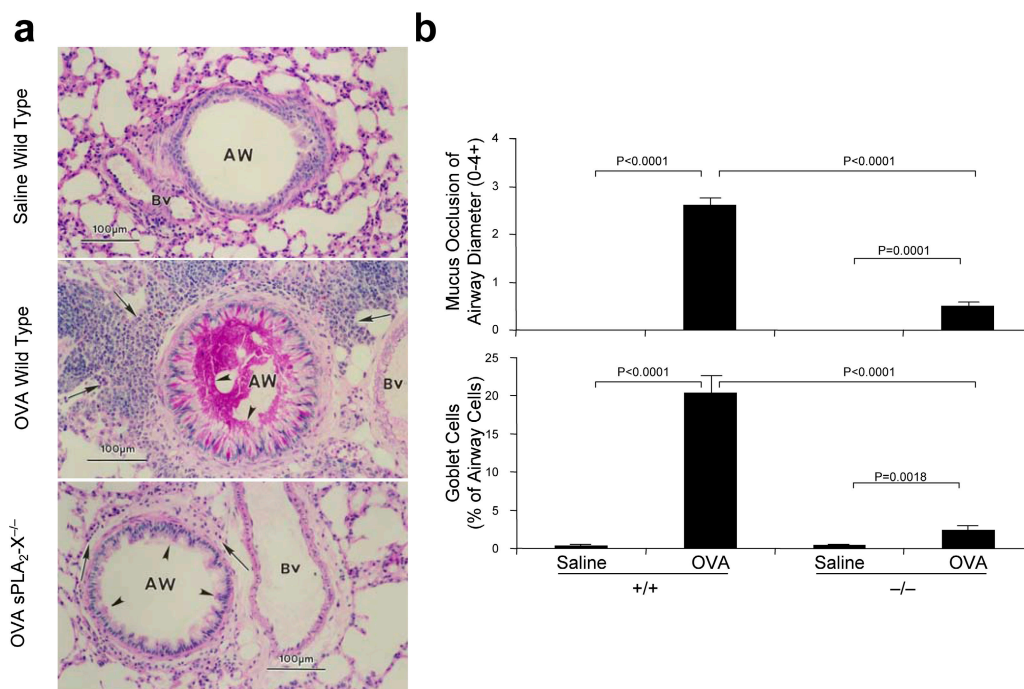 a
Saline Wild Type
AW
Bv
100µm
OVA Wild Type
AW
Bv
100µm
OVA sPLA2-X–/–
AW
Bv
100µm
b
Mucus Occlusion of
Airway Diameter (0-4+)
4
3
2
1
0
P<0.0001
P<0.0001
P=0.0001
Goblet Cells
(% of Airway Cells)
25
20
15
10
5
0
P<0.0001
P<0.0001
P=0.0018
Saline OVA Saline OVA
+/+ –/–